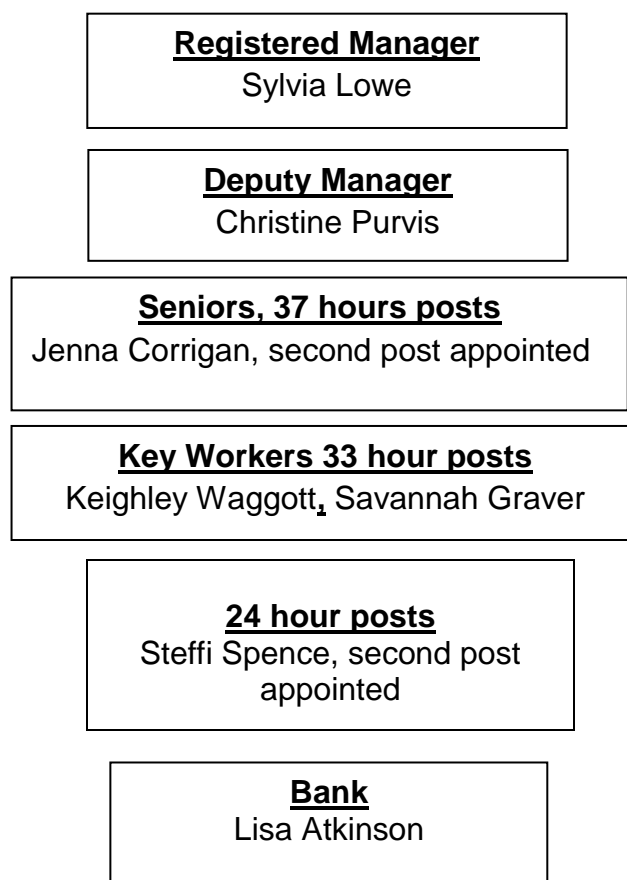 Registered Manager
Sylvia Lowe
Deputy Manager
Christine Purvis
Seniors, 37 hours posts
Jenna Corrigan, second post appointed
Key Workers 33 hour posts
Keighley Waggott, Savannah Graver
24 hour posts
Steffi Spence, second post
appointed
Bank
Lisa Atkinson